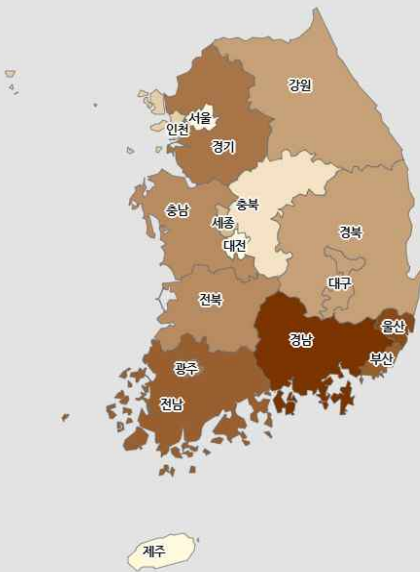 강원
서울
인천
경기
충북
충남
세종
경북
대전
대구
전북
울산
경남
부산
광주
전남
제주